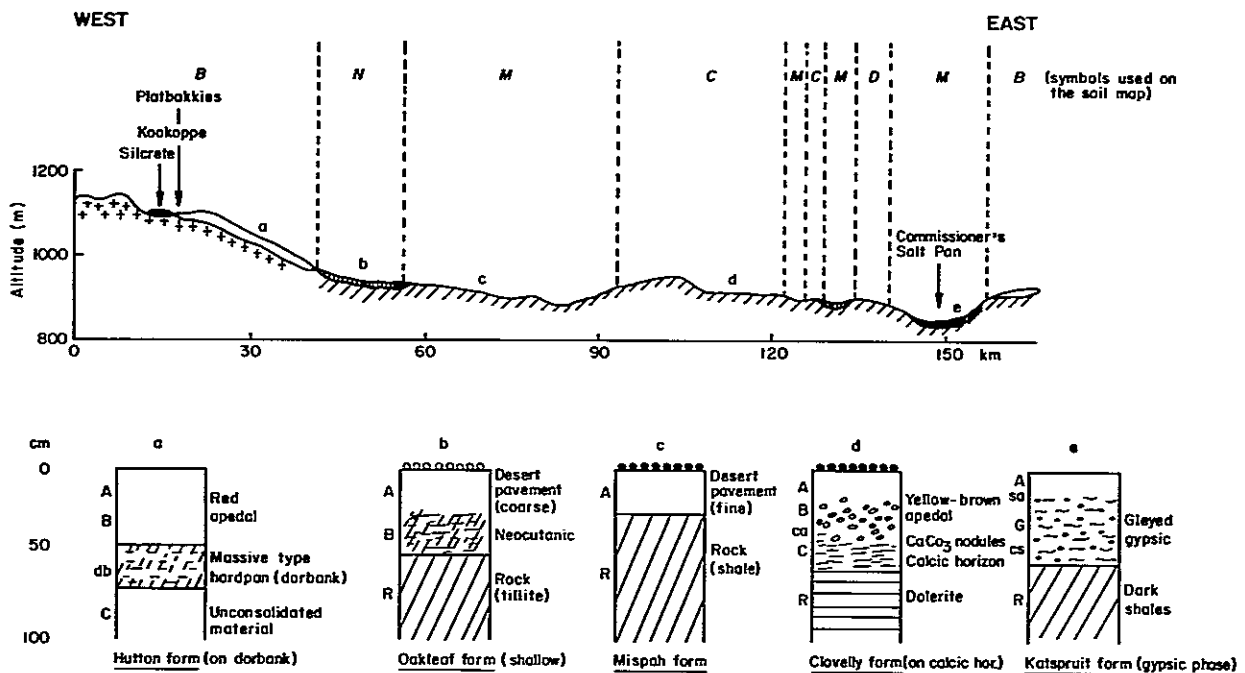 WEST
EAST
B N M C M C M D M B (symbols used on
the soil map)
Platbakkies
Kookoppe
Silcrete
Commissioner's
Salt Pan
Altitude (m)
1200
1000
800
0 30 60 90 120 150 km
a b c d e
cm a b c d e
0
50
100
A
B
db
C
Red
apedal
Massive type
hardpan (dorbank)
Unconsolidated
material
Hutton form (on dorbank)
A
B
R
Desert
pavement
(coarse)
Neocutanic
Rock
(tillite)
Oakleaf form (shallow)
A
R
Desert
pavement
(fine)
Rock
(shale)
Mispah form
A
B
ca
C
R
Yellow-brown
apedal
CaCo3 nodules
Calcic horizon
Dolerite
Clovelly form (on calcic hor.)
A
sa
G
cs
R
Gleyed
gypsic
Dark
shales
Katspruit form (gypsic phase)